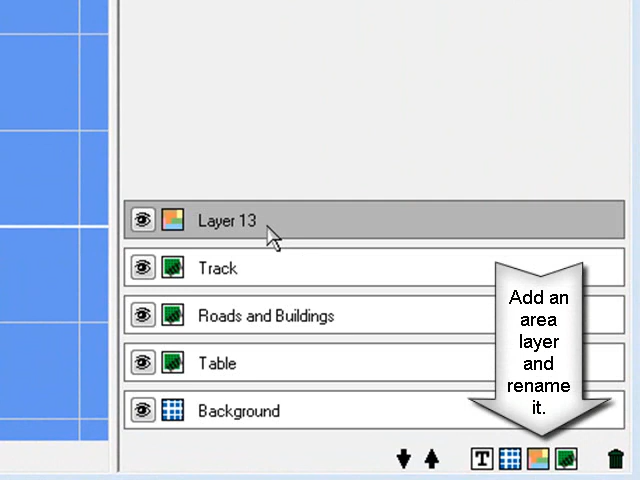 Layer 13
Track
Roads and Buildings
Table
Background
Add an
area
layer
and
rename
it.
T